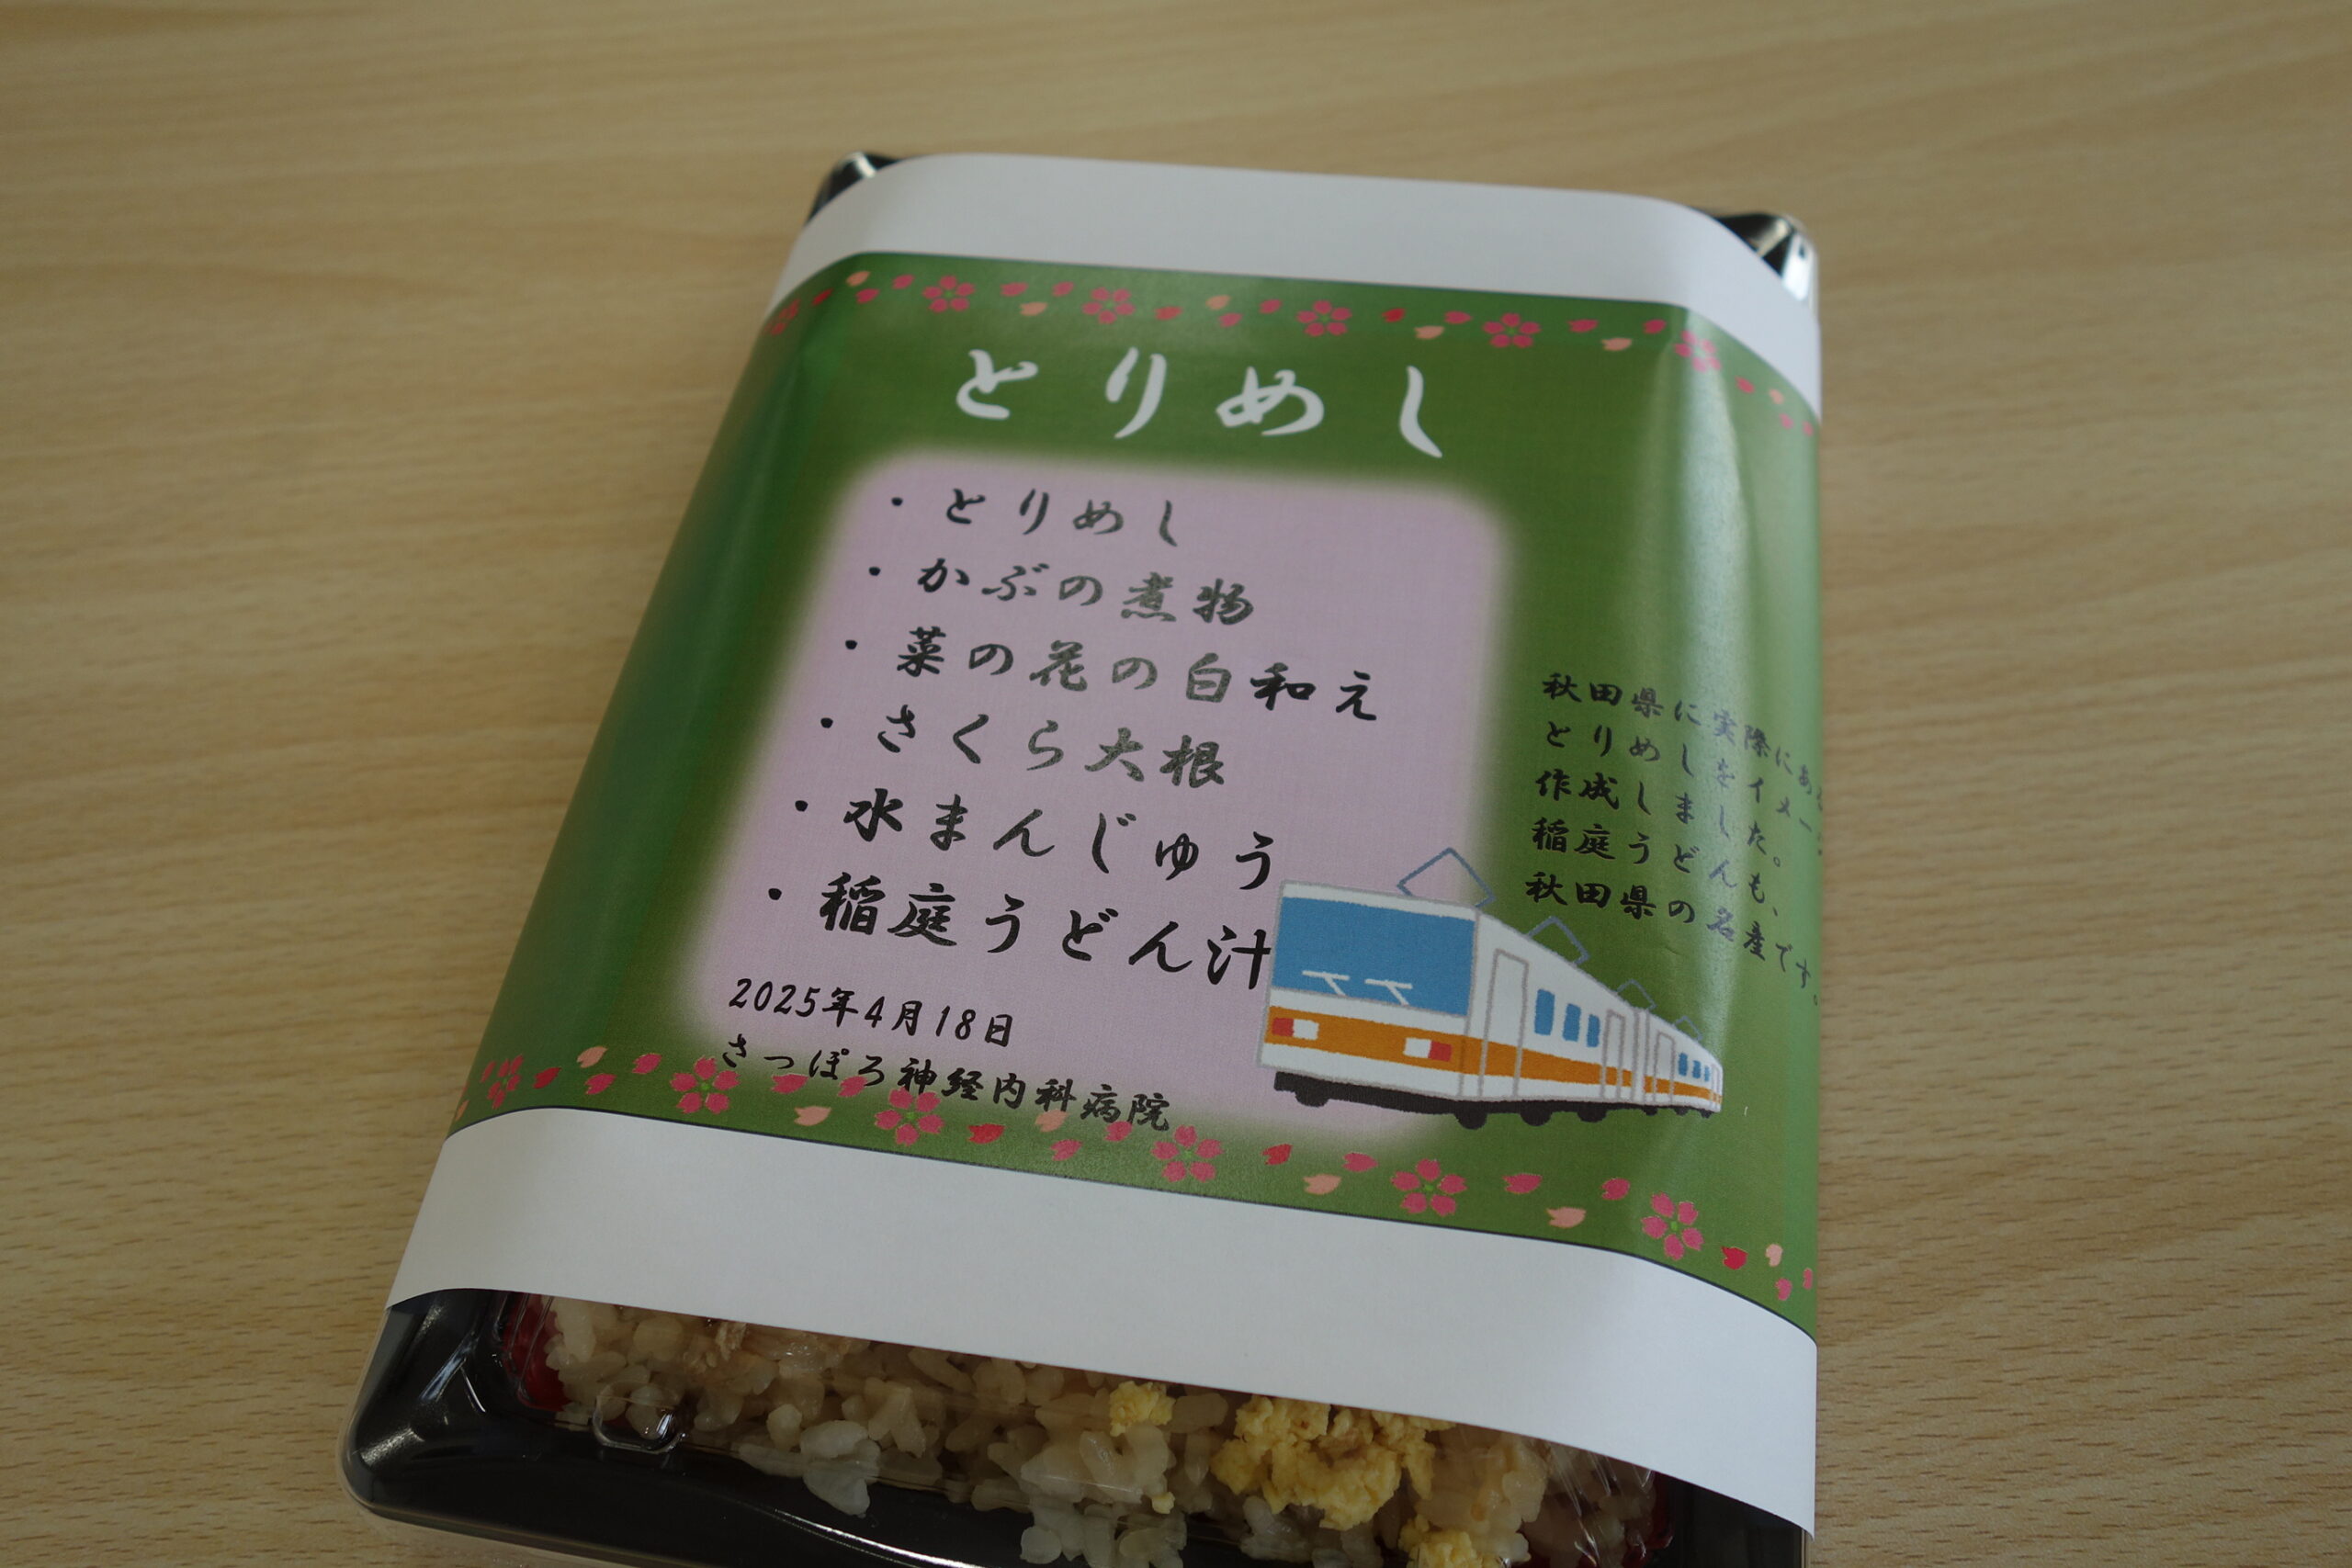 とりめし
・とりめし
・かぶの煮物
・菜の花の白和え
・さくら大根
・水まんじゅう
・稲庭うどん汁
2025年4月18日
さっぽろ神経内科病院
秋田県に実際にある
とりめしをイメージ
作成しました。
稲庭うどんも、
秋田県の名産です。